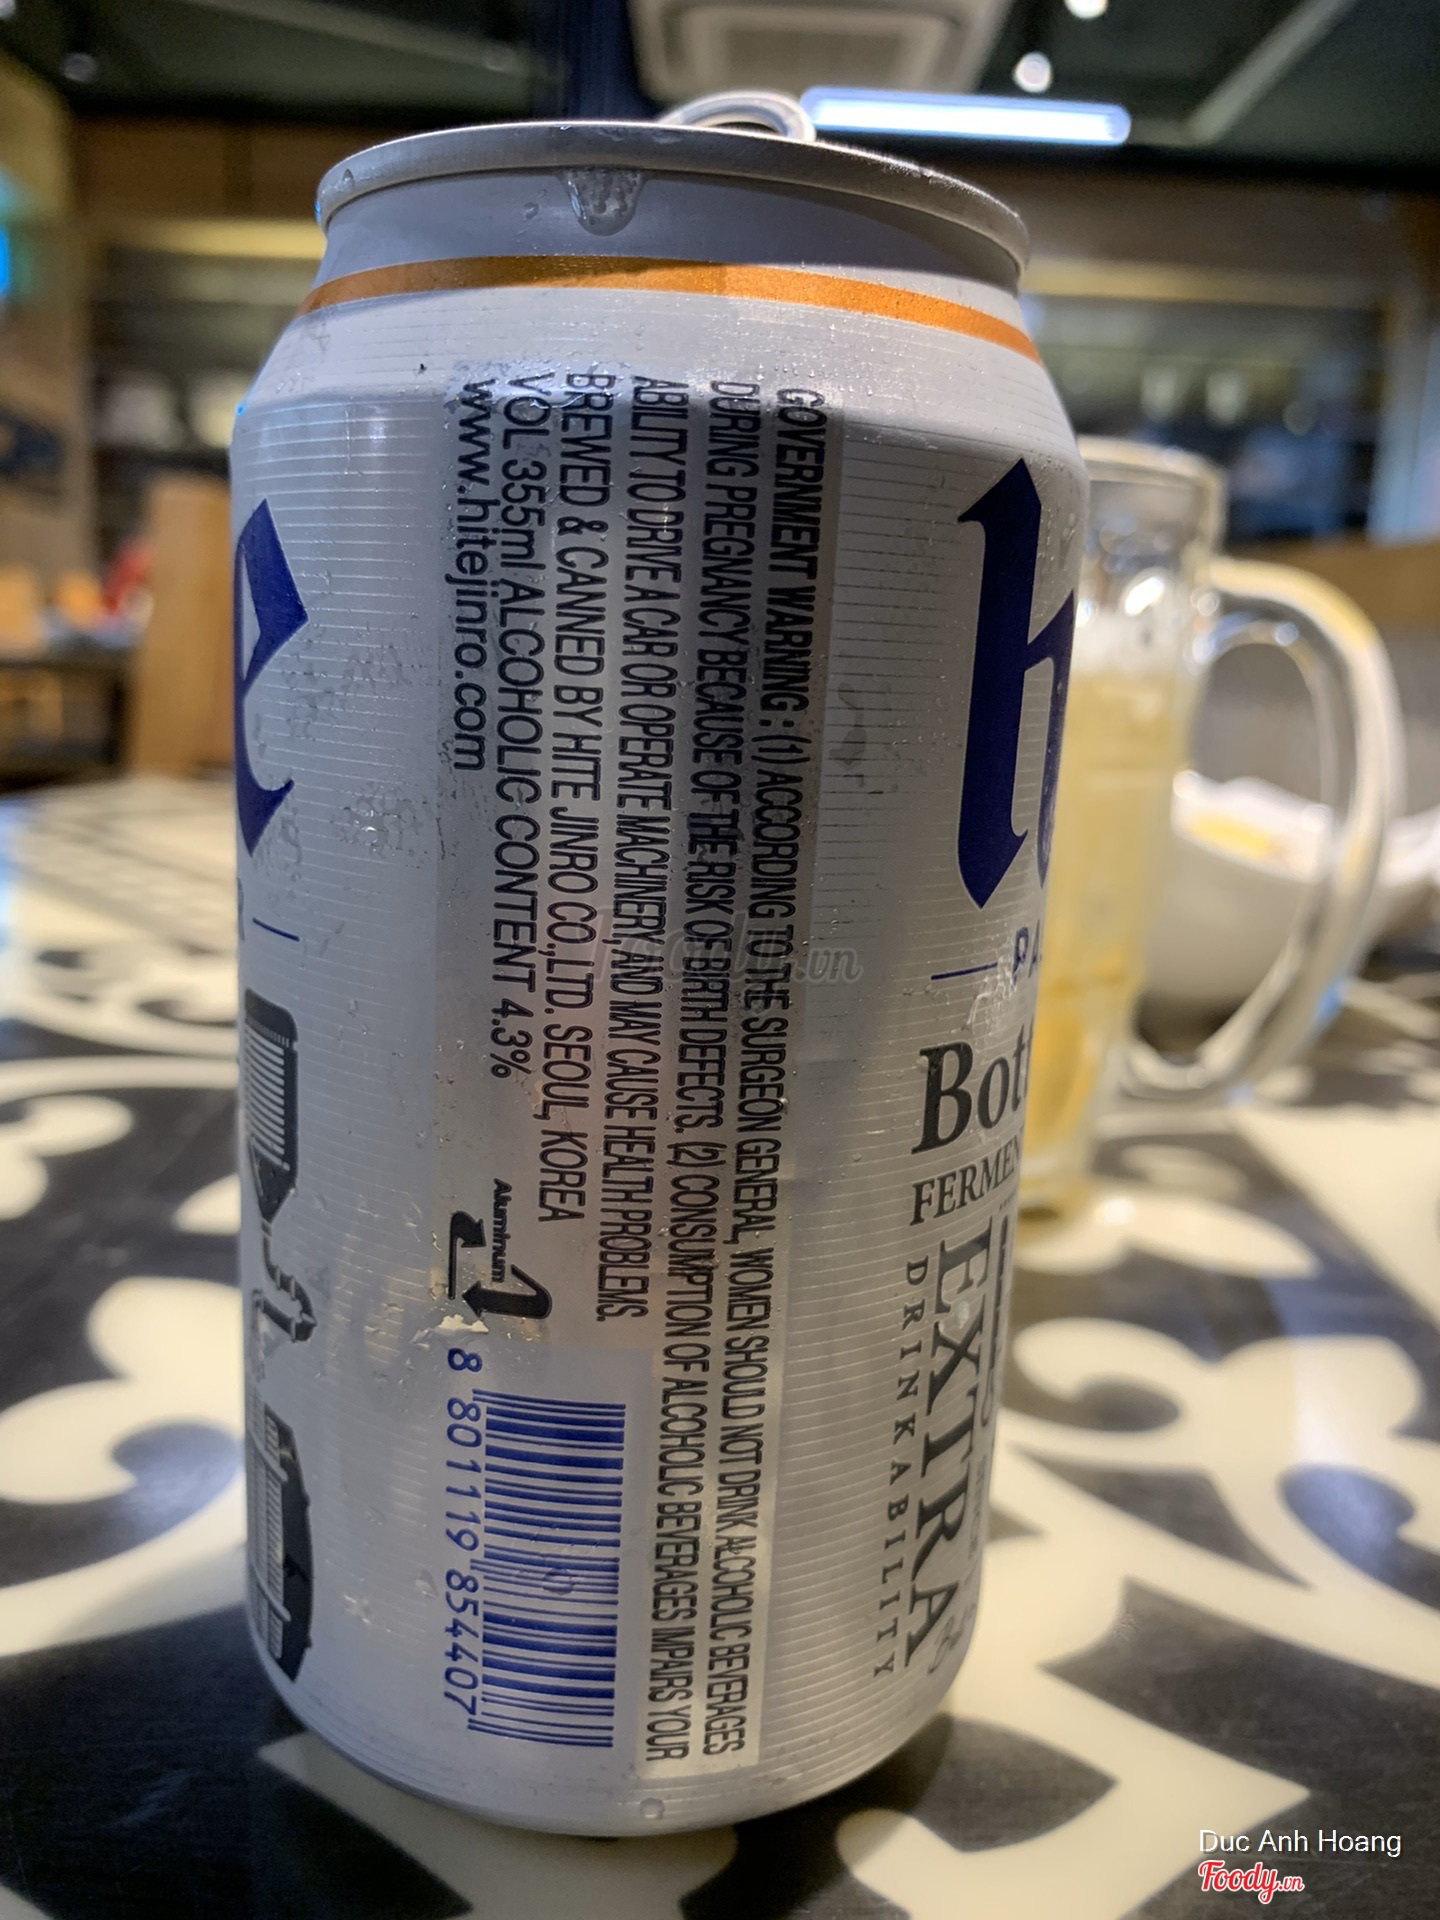 GOVERNMENT WARNING : (1) ACCORDING TO THE SURGEON GENERAL, WOMEN SHOULD NOT DRINK ALCOHOLIC BEVERAGES
DURING PREGNANCY BECAUSE OF THE RISK OF BIRTH DEFECTS. (2) CONSUMPTION OF ALCOHOLIC BEVERAGES IMPAIRS YOUR
ABILITY TO DRIVE A CAR OR OPERATE MACHINERY, AND MAY CAUSE HEALTH PROBLEMS.
BREWED & CANNED BY HITE JINRO CO.,LTD. SEOUL, KOREA
VOL 355ml ALCOHOLIC CONTENT 4.3%
www.hitejinro.com
Aluminum
8 801119 854407
EXTRA
DRINKABILITY
Foody.vn
Duc Anh Hoang
Foody.vn